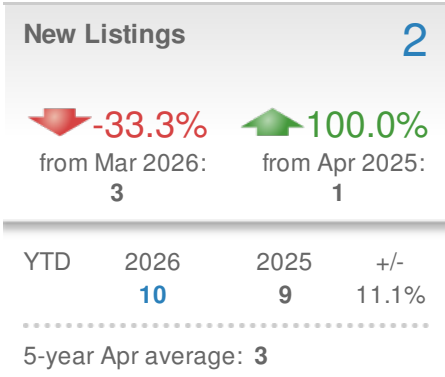 New Listings 2
-33.3% 100.0%
from Mar 2026: from Apr 2025:
3 1
YTD 2026 2025 +/-
10 9 11.1%
5-year Apr average: 3